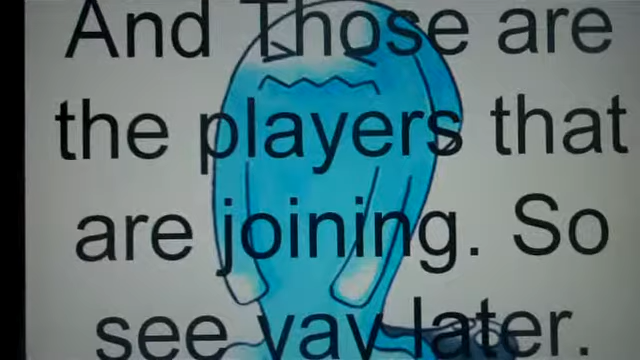 And Those are
the players that
are joining. So
see yay later.